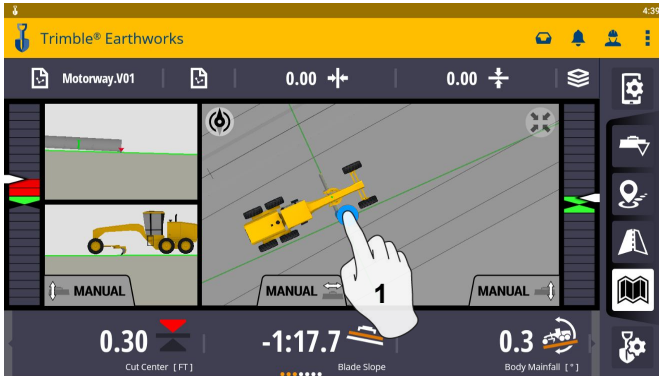 4:39
Trimble® Earthworks
Motorway.V01
0.00
0.00
MANUAL
MANUAL
MANUAL
1
0.30
-1:17.7
0.3
Cut Center [FT]
Blade Slope
Body Mainfall [°]